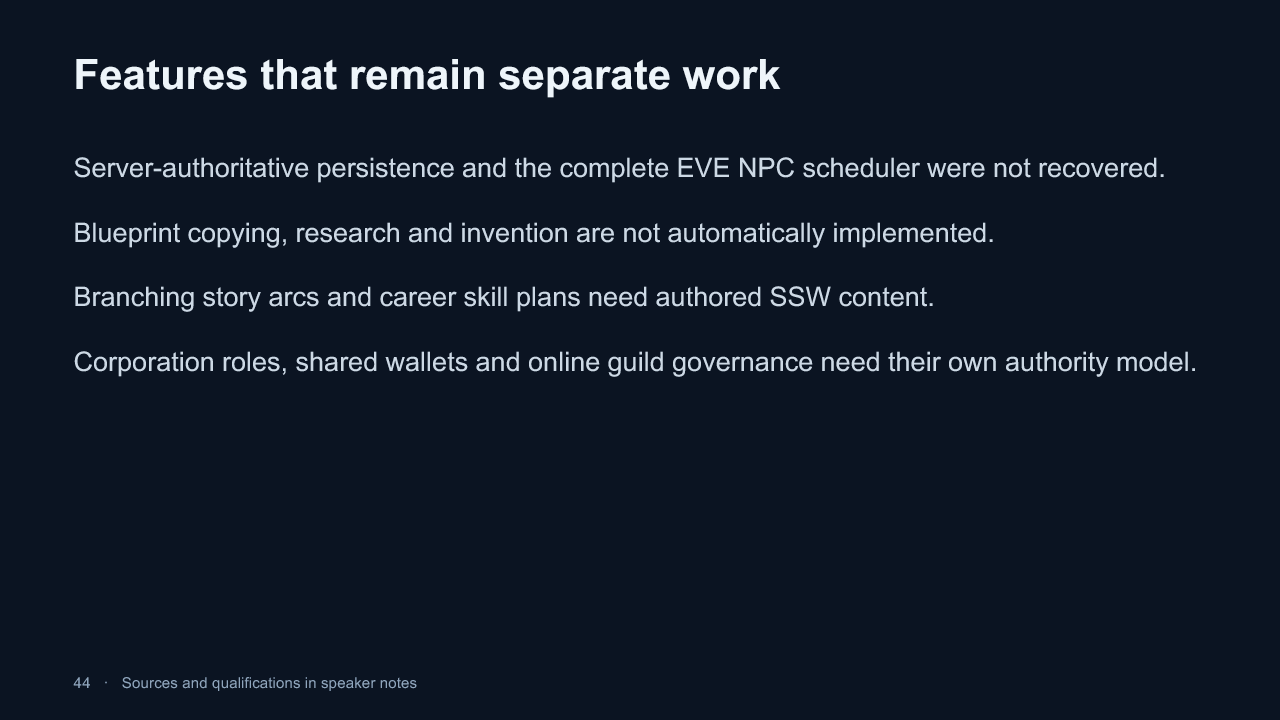 Features that remain separate work
Server-authoritative persistence and the complete EVE NPC scheduler were not recovered.
Blueprint copying, research and invention are not automatically implemented.
Branching story arcs and career skill plans need authored SSW content.
Corporation roles, shared wallets and online guild governance need their own authority model.
44 · Sources and qualifications in speaker notes